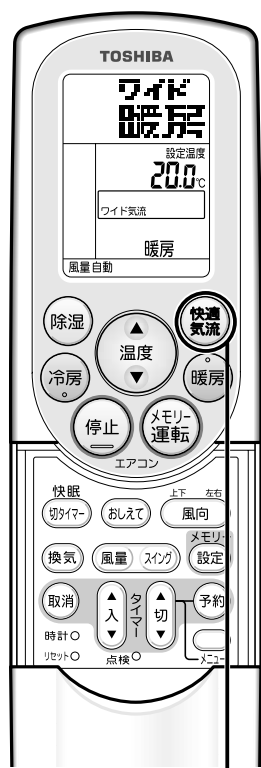 TOSHIBA
ワイド
暖房
設定温度
20.0℃
ワイド気流
暖房
風量自動
除湿
快適
気流
温度
冷房
暖房
停止
メモリー
運転
エアコン
快眠
切タイマー
おしえて
上下 左右
風向
換気
風量
スイング
メモリー
設定
取消
入
タイマー
切
予約
時計
リセット
点検
メニュー